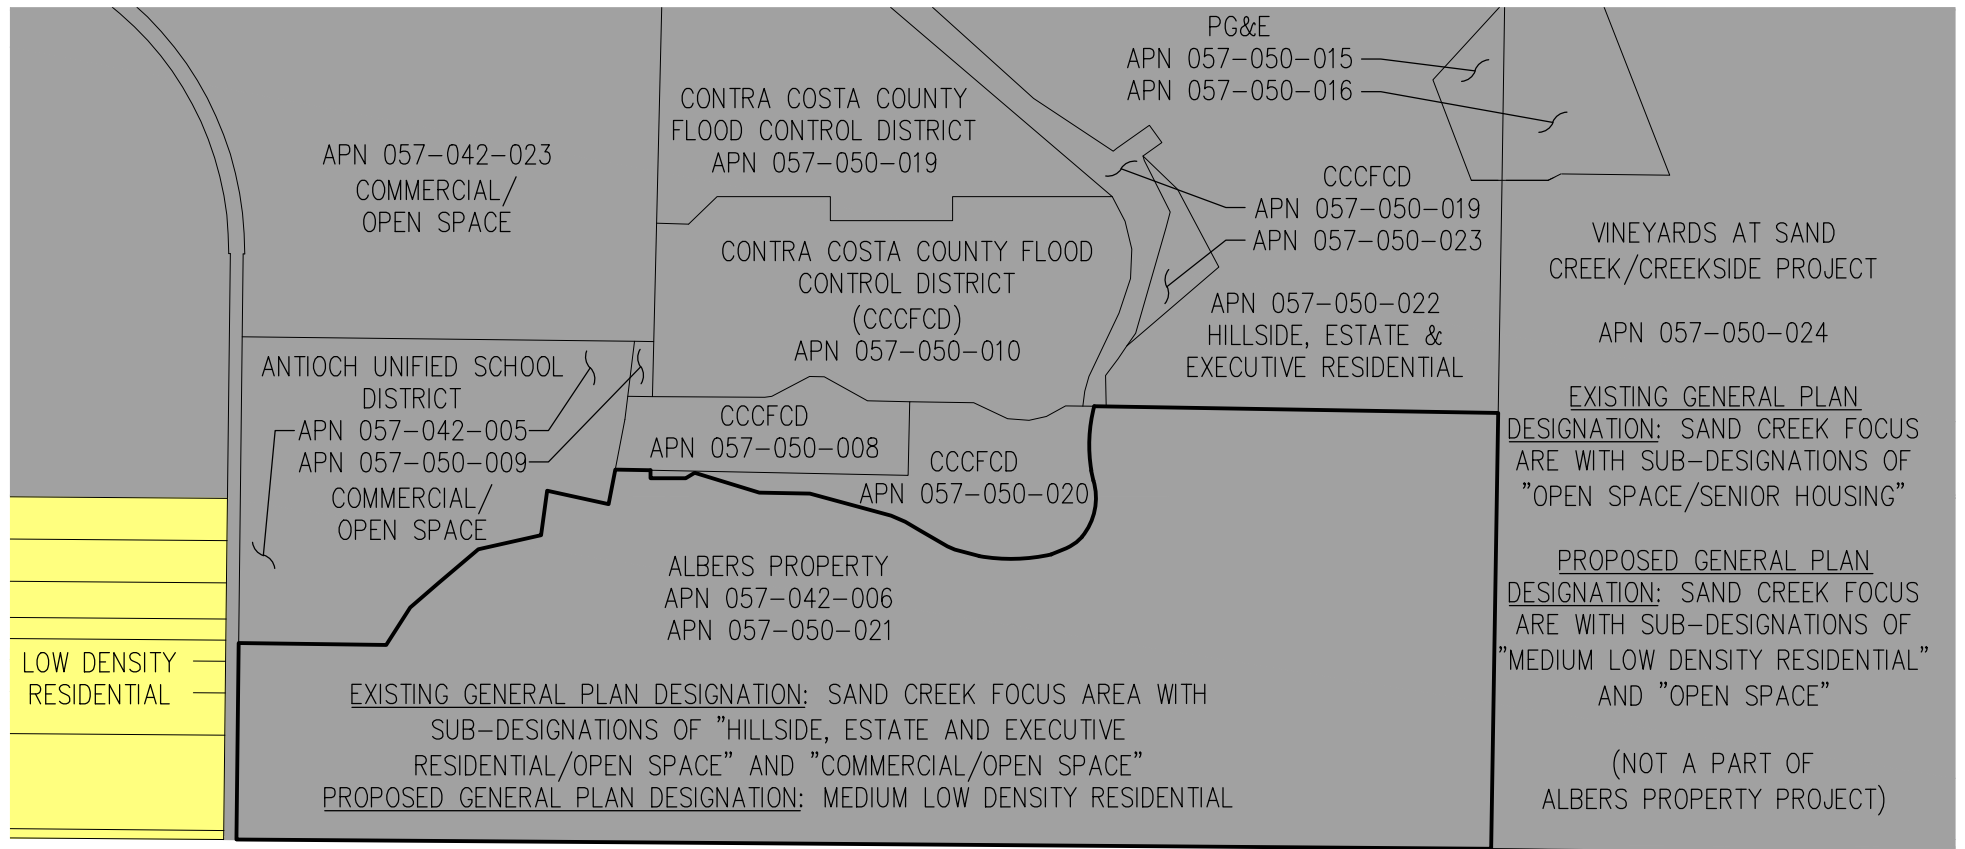 PG&E
APN 057-050-015
APN 057-050-016
CONTRA COSTA COUNTY
FLOOD CONTROL DISTRICT
APN 057-050-019
APN 057-042-023
COMMERCIAL/
OPEN SPACE
CCCFCD
APN 057-050-019
APN 057-050-023
CONTRA COSTA COUNTY FLOOD
CONTROL DISTRICT
(CCCFCD)
APN 057-050-010
APN 057-050-022
HILLSIDE, ESTATE &
EXECUTIVE RESIDENTIAL
VINEYARDS AT SAND
CREEK/CREEKSIDE PROJECT
APN 057-050-024
EXISTING GENERAL PLAN
DESIGNATION: SAND CREEK FOCUS
ARE WITH SUB-DESIGNATIONS OF
"OPEN SPACE/SENIOR HOUSING"
PROPOSED GENERAL PLAN
DESIGNATION: SAND CREEK FOCUS
ARE WITH SUB-DESIGNATIONS OF
"MEDIUM LOW DENSITY RESIDENTIAL"
AND "OPEN SPACE"
(NOT A PART OF
ALBERS PROPERTY PROJECT)
ANTIOCH UNIFIED SCHOOL
DISTRICT
APN 057-042-005
APN 057-050-009
COMMERCIAL/
OPEN SPACE
CCCFCD
APN 057-050-008
CCCFCD
APN 057-050-020
ALBERS PROPERTY
APN 057-042-006
APN 057-050-021
LOW DENSITY
RESIDENTIAL
EXISTING GENERAL PLAN DESIGNATION: SAND CREEK FOCUS AREA WITH
SUB-DESIGNATIONS OF "HILLSIDE, ESTATE AND EXECUTIVE
RESIDENTIAL/OPEN SPACE" AND "COMMERCIAL/OPEN SPACE"
PROPOSED GENERAL PLAN DESIGNATION: MEDIUM LOW DENSITY RESIDENTIAL